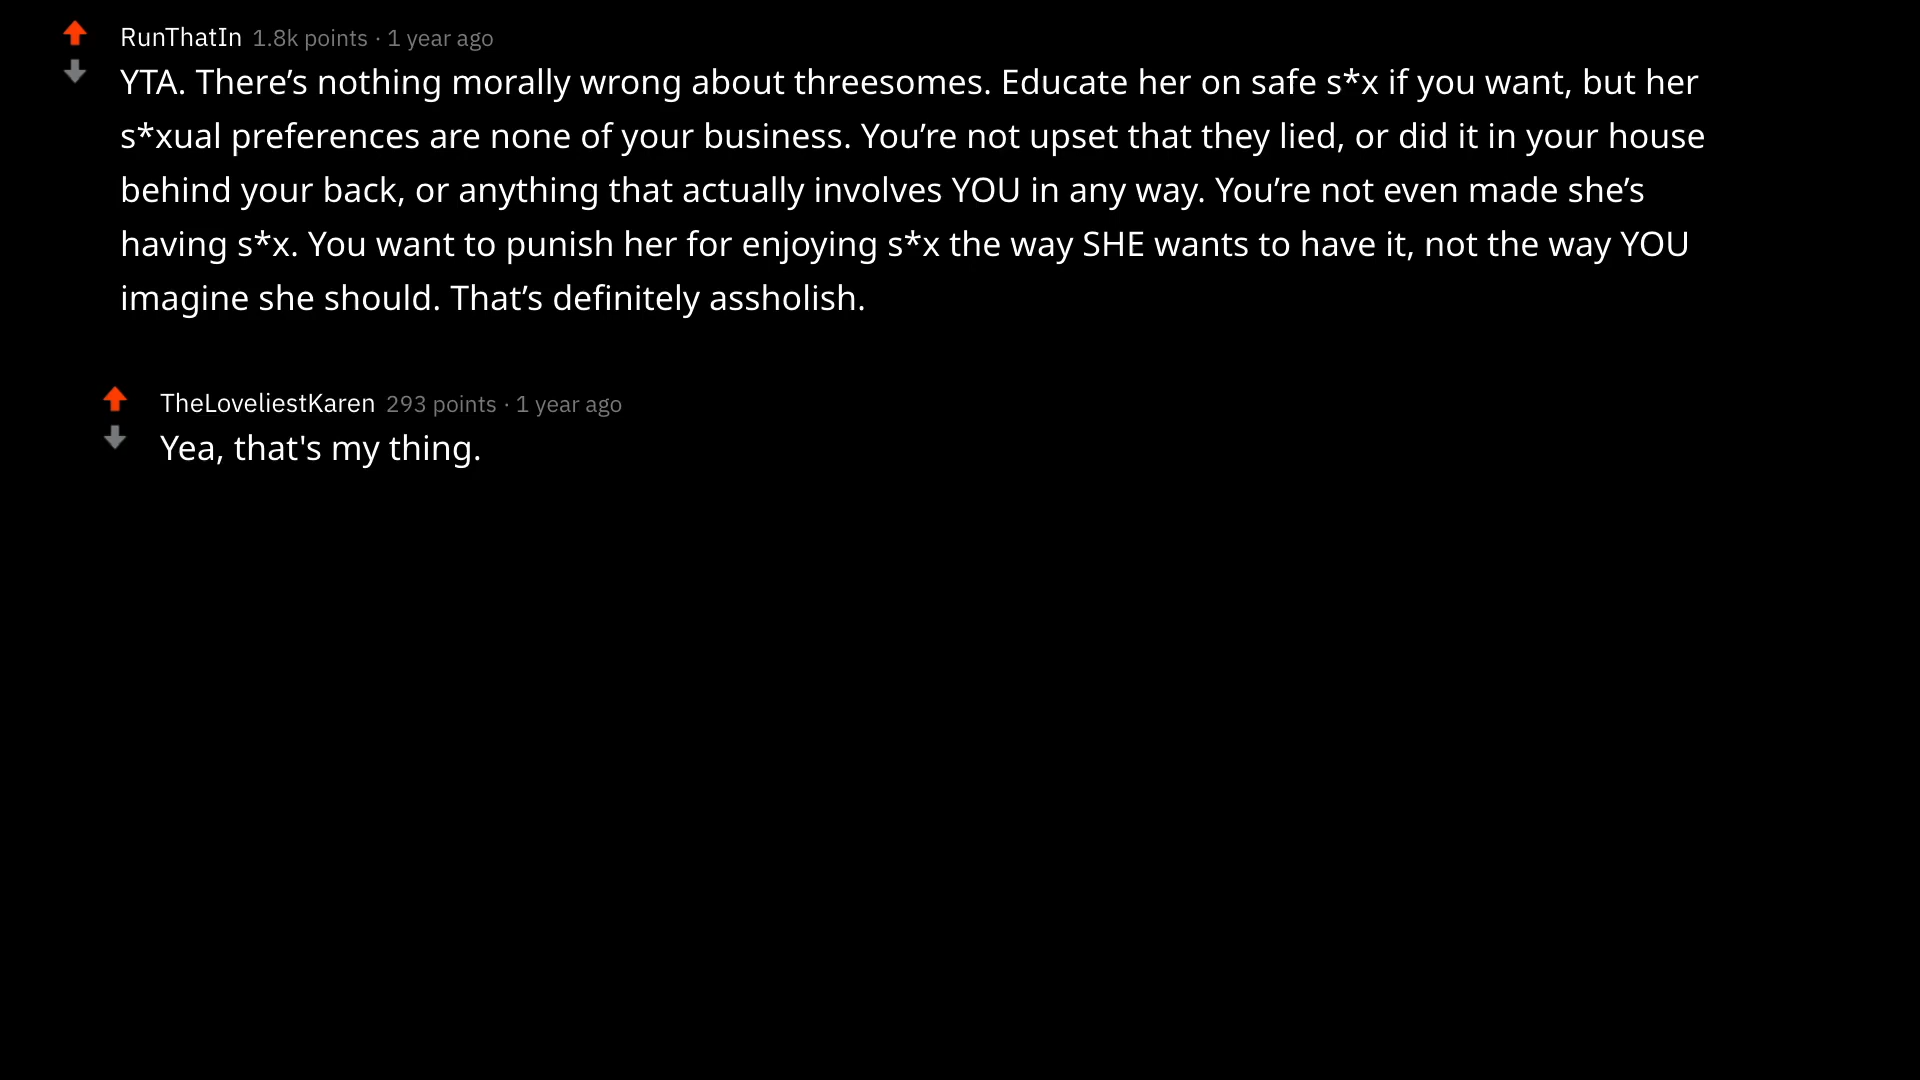 RunThatIn 1.8k points · 1 year ago
YTA. There’s nothing morally wrong about threesomes. Educate her on safe s*x if you want, but her
s*xual preferences are none of your business. You’re not upset that they lied, or did it in your house
behind your back, or anything that actually involves YOU in any way. You’re not even made she’s
having s*x. You want to punish her for enjoying s*x the way SHE wants to have it, not the way YOU
imagine she should. That’s definitely assholish.
TheLoveliestKaren 293 points · 1 year ago
Yea, that's my thing.